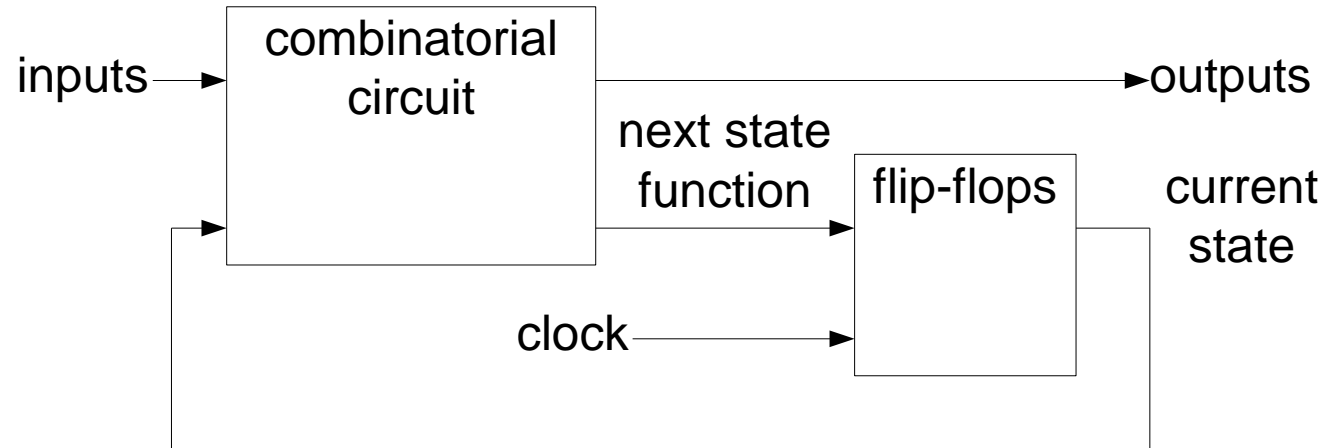 combinatorial
circuit
inputs
outputs
next state
function
flip-flops
current
state
clock